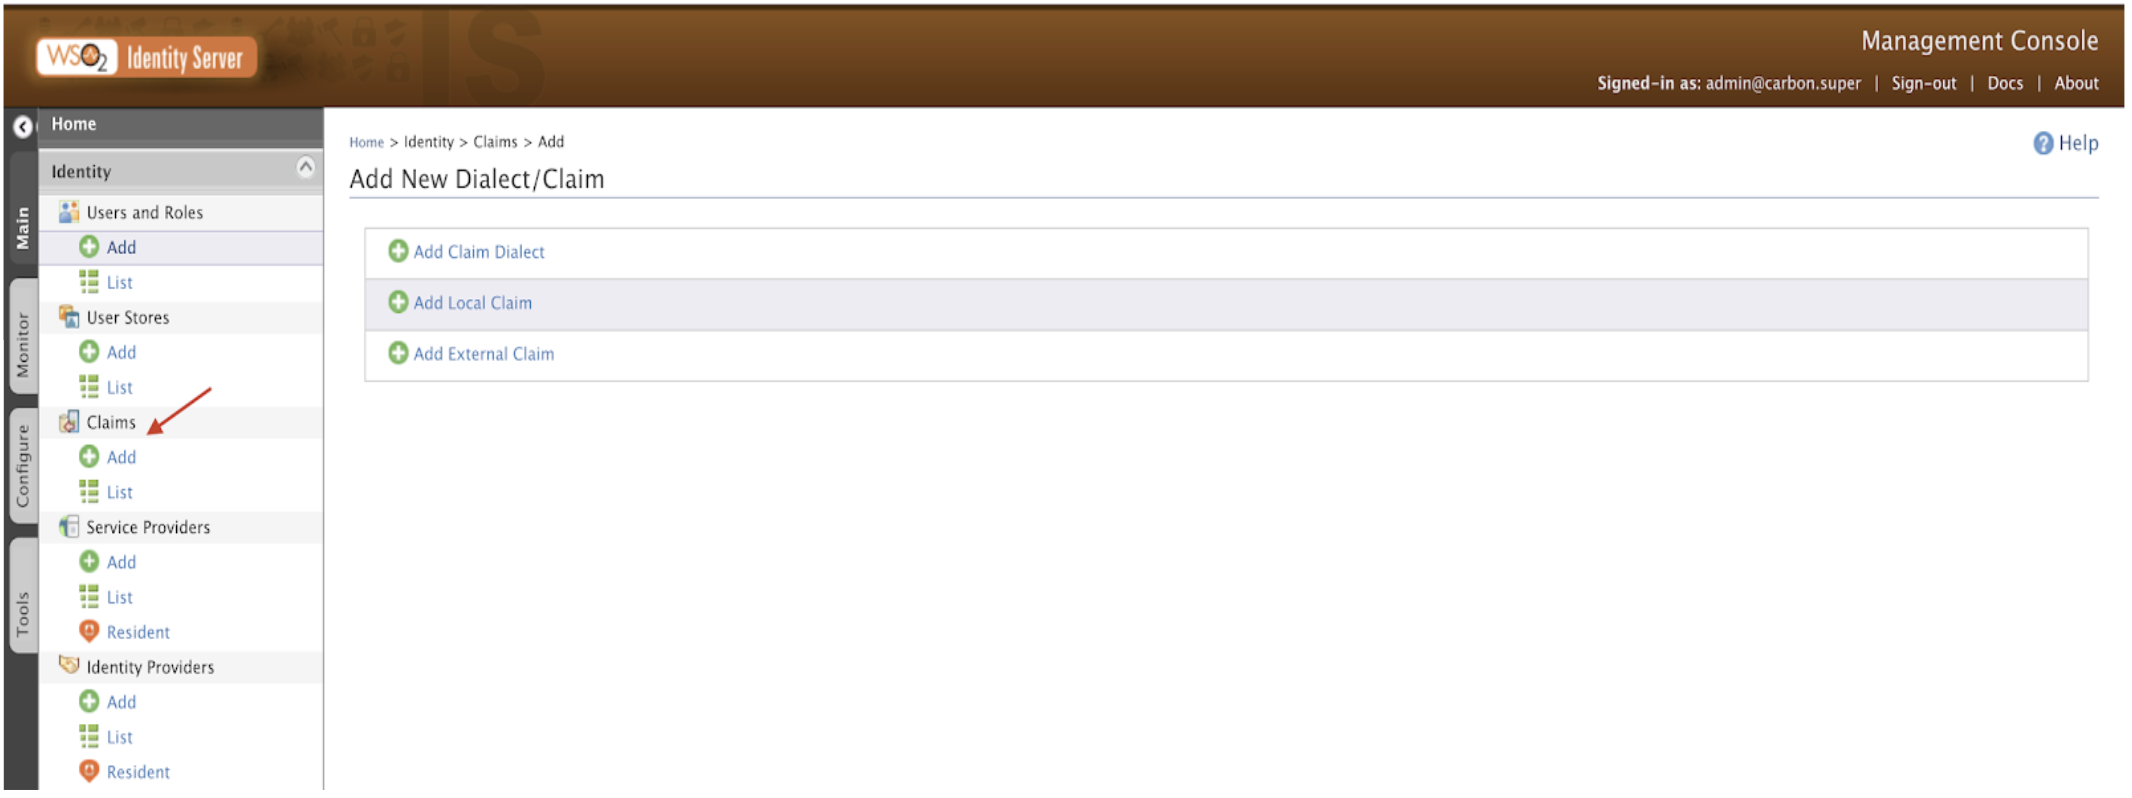 WSO2 Identity Server
Management Console
Signed-in as: admin@carbon.super | Sign-out | Docs | About
Home
Identity
Users and Roles
Add
List
User Stores
Add
List
Claims
Add
List
Service Providers
Add
List
Resident
Identity Providers
Add
List
Resident
Main
Monitor
Configure
Tools
Home > Identity > Claims > Add
Help
Add New Dialect/Claim
Add Claim Dialect
Add Local Claim
Add External Claim
IS